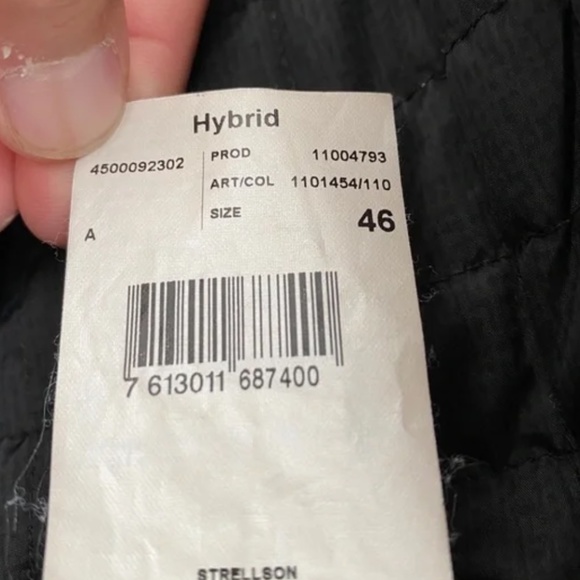 Hybrid
4500092302
PROD 11004793
ART/COL 1101454/110
SIZE 46
A
7 613011 687400
STRELLSON